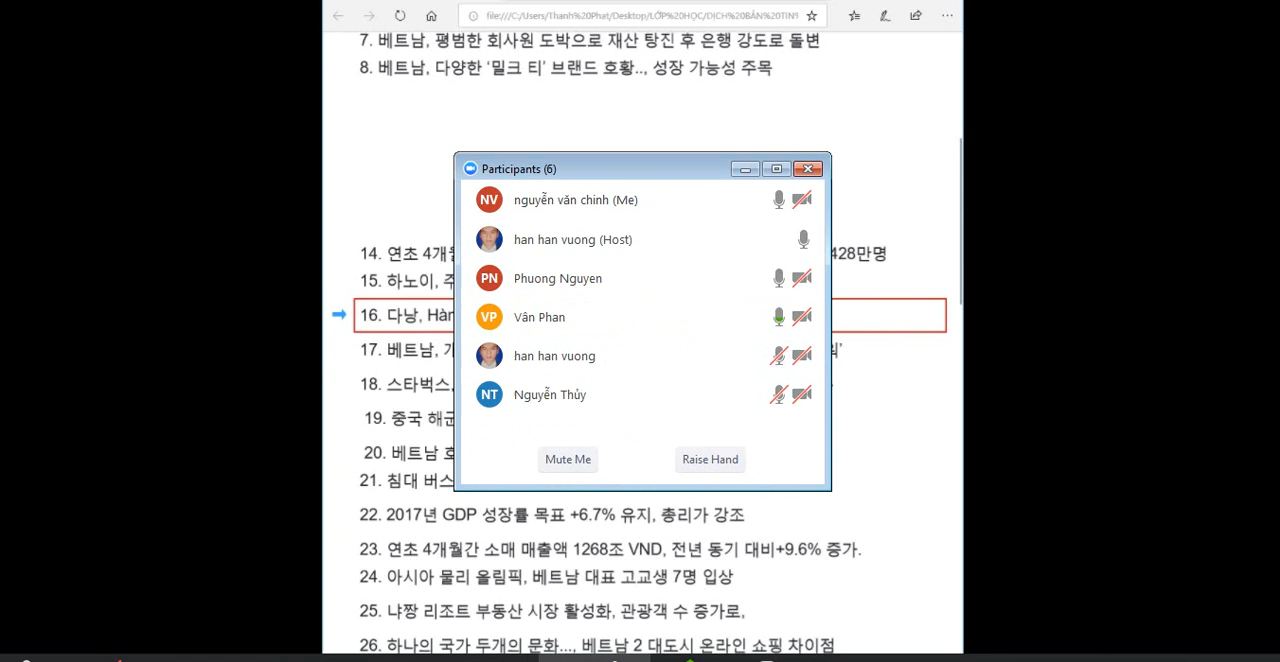 file:///C:/Users/Thanh%20Phat/Desktop/LỚP%20HỌC/DỊCH%20BẢN%20TIN
7. 베트남, 평범한 회사원 도박으로 재산 탕진 후 은행 강도로 돌변
8. 베트남, 다양한 ‘밀크 티’ 브랜드 호황.., 성장 가능성 주목
Participants (6)
NV nguyễn văn chinh (Me)
han han vuong (Host)
PN Phuong Nguyen
VP Vân Phan
han han vuong
NT Nguyễn Thủy
Mute Me Raise Hand
14. 연초 4개월 428만명
15. 하노이,
16. 다낭, Hàn
17. 베트남,
18. 스타벅스,
19. 중국 해군
20. 베트남
21. 침대 버스
22. 2017년 GDP 성장률 목표 +6.7% 유지, 총리가 강조
23. 연초 4개월간 소매 매출액 1268조 VND, 전년 동기 대비+9.6% 증가.
24. 아시아 물리 올림픽, 베트남 대표 고교생 7명 입상
25. 냐짱 리조트 부동산 시장 활성화, 관광객 수 증가로,
26. 하나의 국가 두개의 문화..., 베트남 2 대도시 온라인 쇼핑 차이점